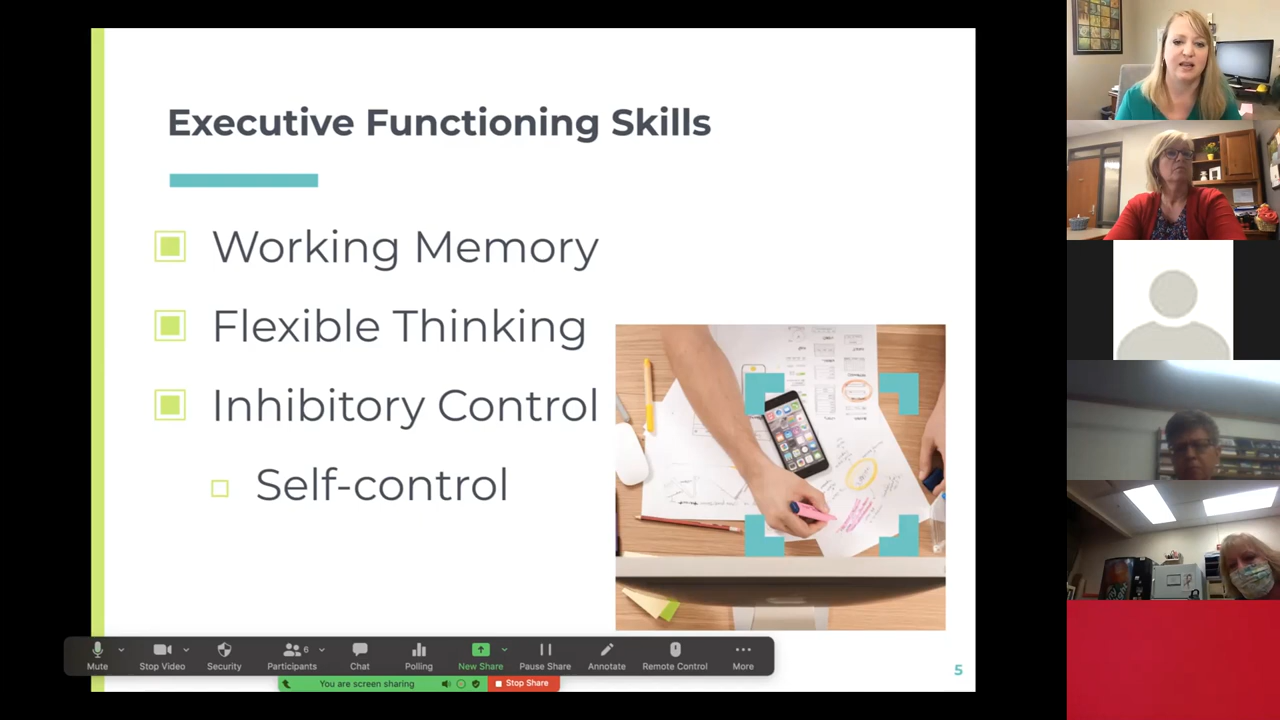 Executive Functioning Skills
Working Memory
Flexible Thinking
Inhibitory Control
Self-control
5
Mute
Stop Video
Security
6
Participants
Chat
Polling
New Share
Pause Share
Annotate
Remote Control
More
You are screen sharing
Stop Share